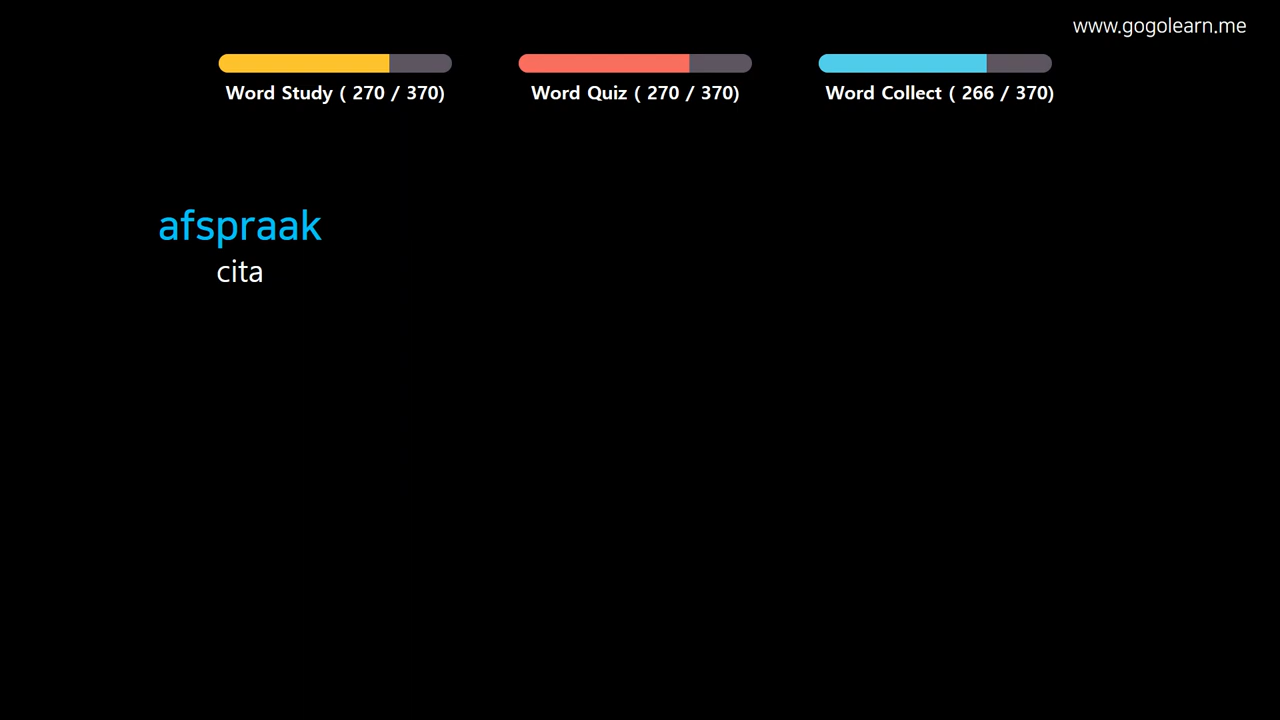 www.gogolearn.me
Word Study ( 270 / 370)
Word Quiz ( 270 / 370)
Word Collect ( 266 / 370)
afspraak
cita